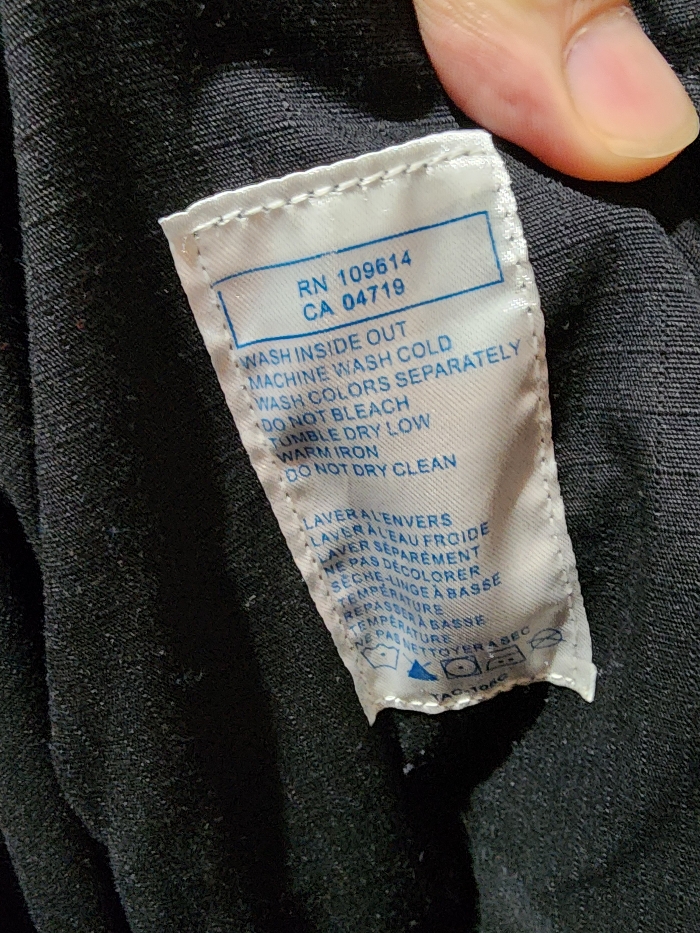 RN 109614
CA 04719
WASH INSIDE OUT
MACHINE WASH COLD
WASH COLORS SEPARATELY
DO NOT BLEACH
TUMBLE DRY LOW
WARM IRON
DO NOT DRY CLEAN
LAVER A L'ENVERS
LAVER À L'EAU FROIDE
LAVER SÉPARÉMENT
NE PAS DÉCOLORER
SÈCHE-LINGE À BASSE
TEMPÉRATURE
REPASSER À BASSE
TEMPÉRATURE
NE PAS NETTOYER A SEC